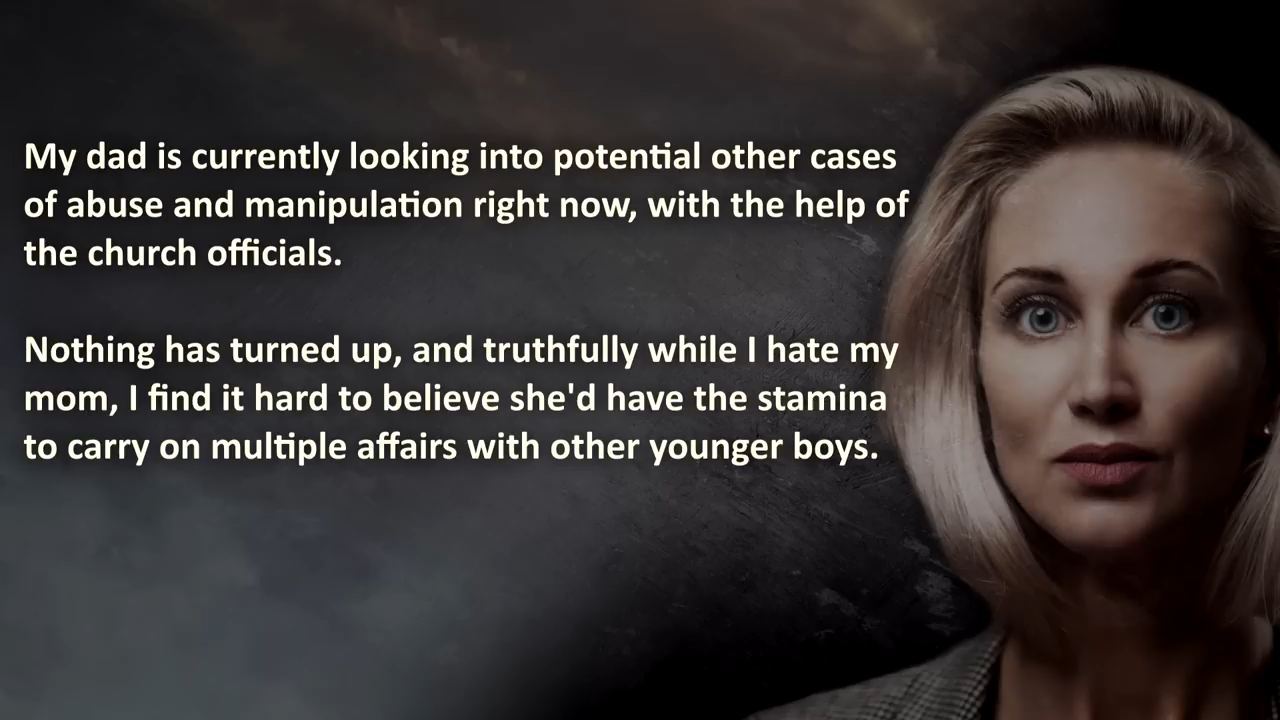 My dad is currently looking into potential other cases
of abuse and manipulation right now, with the help of
the church officials.
Nothing has turned up, and truthfully while I hate my
mom, I find it hard to believe she'd have the stamina
to carry on multiple affairs with other younger boys.